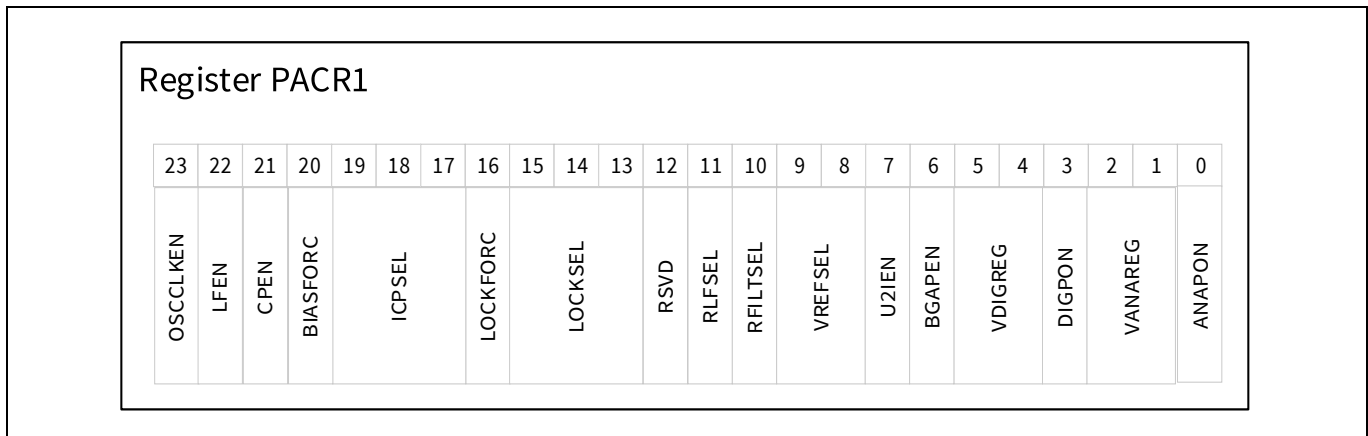 Register PACR1
23 22 21 20 19 18 17 16 15 14 13 12 11 10 9 8 7 6 5 4 3 2 1 0
OSCCLKEN
LFEN
CPEN
BIASFORC
ICPSEL
LOCKFORC
LOCKSEL
RSVD
RLFSEL
RFILTSEL
VREFSEL
U2IEN
BGAPEN
VDIGREG
DIGPON
VANAREG
ANAPON